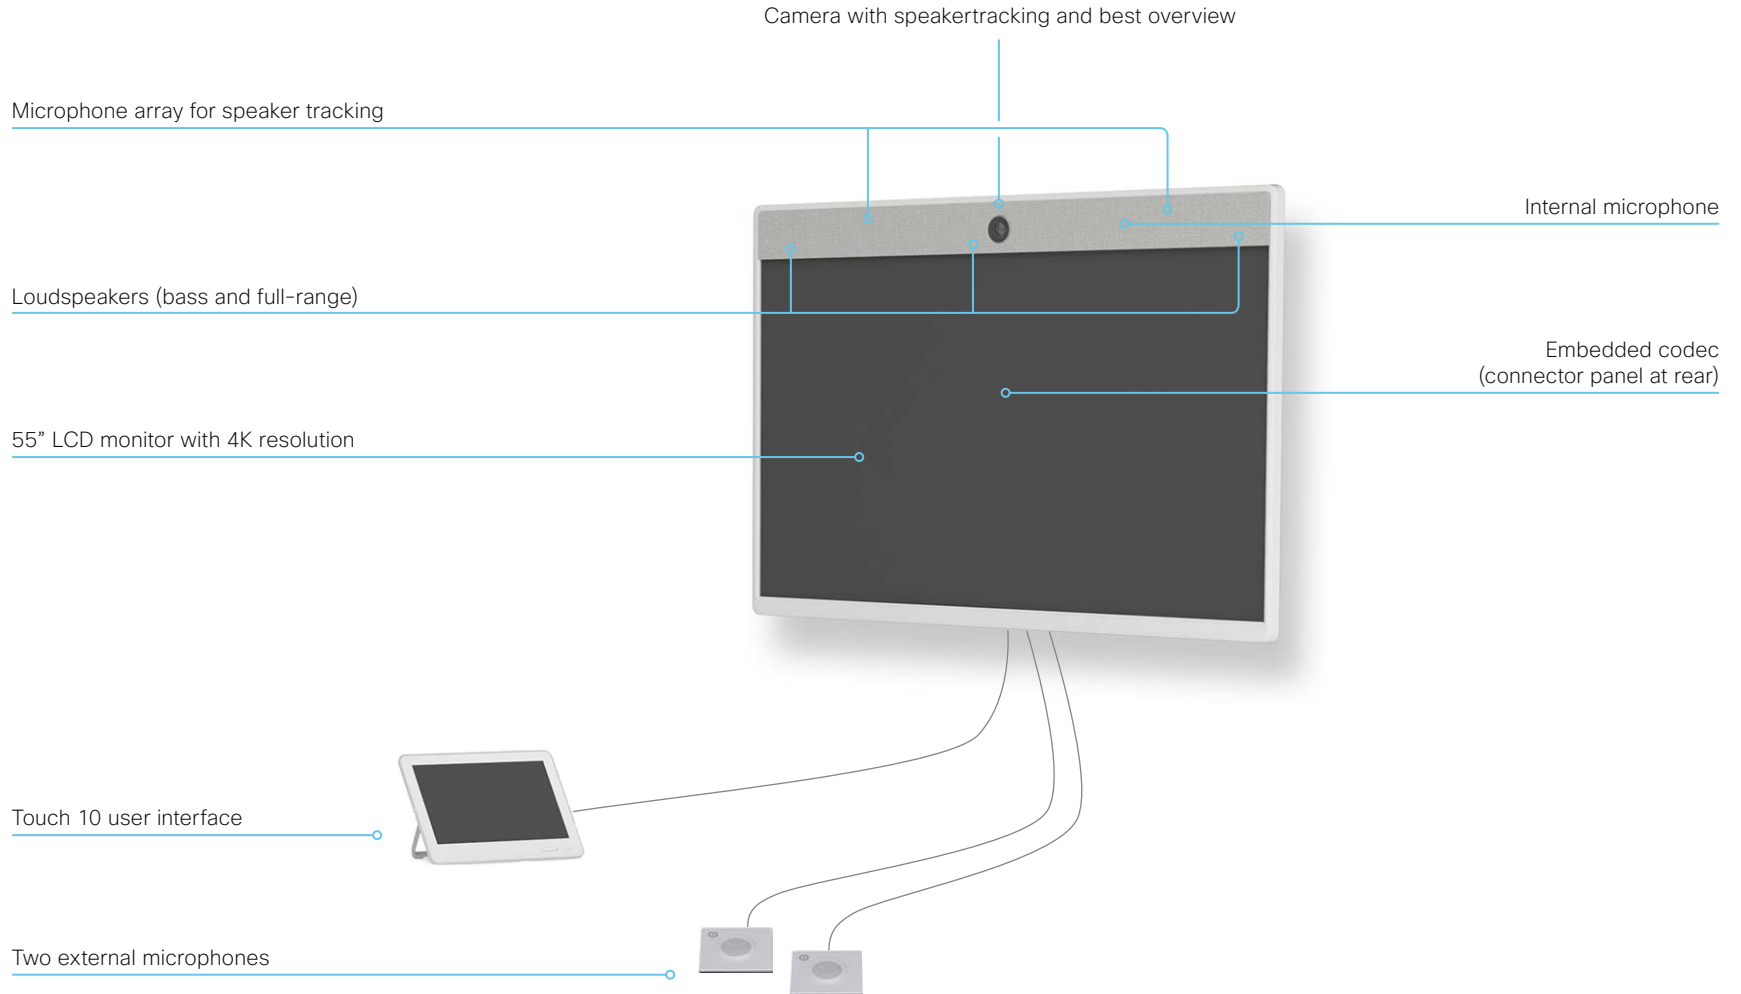 Camera with speakertracking and best overview
Microphone array for speaker tracking
Internal microphone
Loudspeakers (bass and full-range)
Embedded codec
(connector panel at rear)
55” LCD monitor with 4K resolution
Touch 10 user interface
Two external microphones